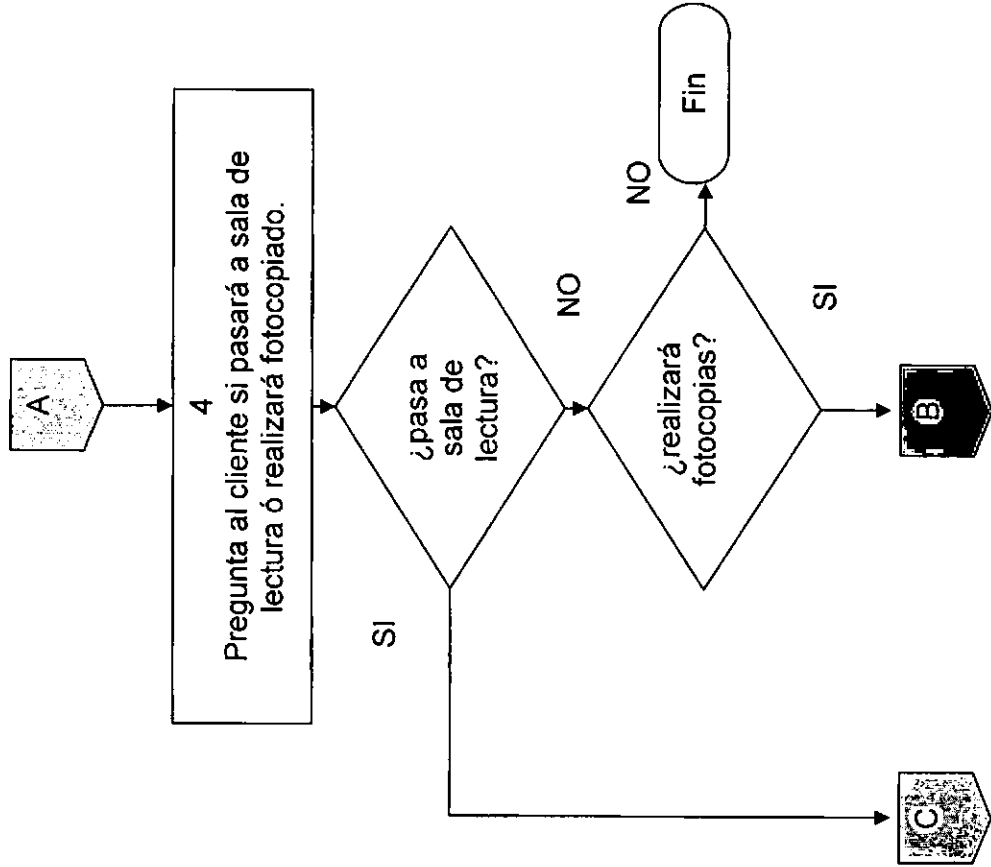 A
4
Pregunta al cliente si pasará a sala de
lectura ó realizará fotocopiado.
¿pasa a
sala de
lectura?
SI
NO
¿realizará
fotocopias?
NO
Fin
SI
C
B